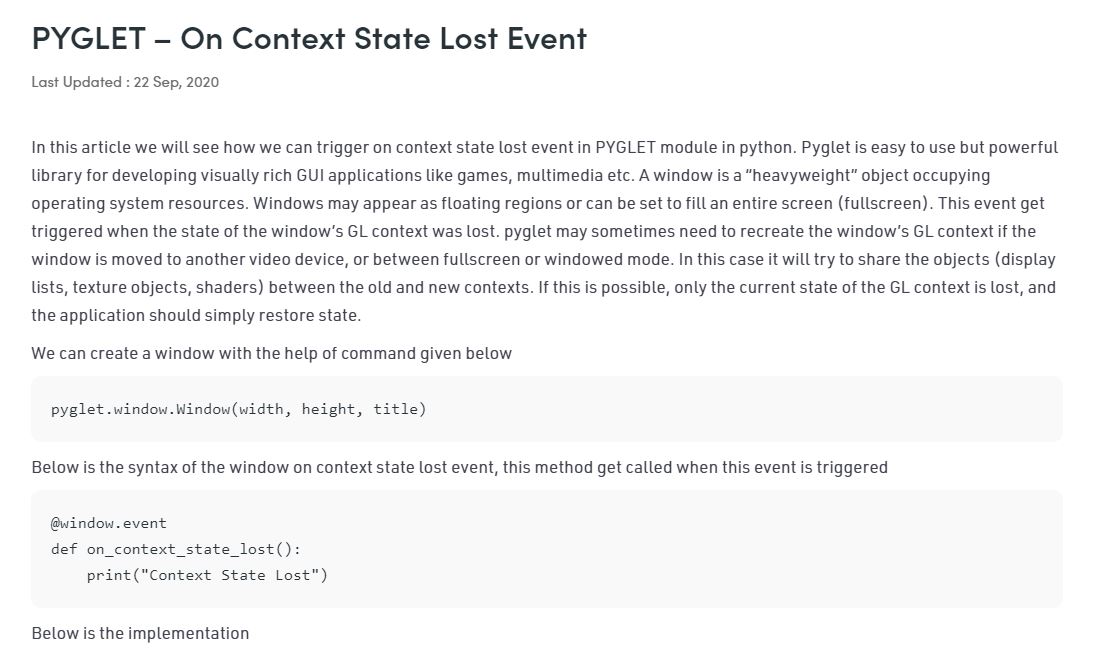 PYGLET – On Context State Lost Event
Last Updated : 22 Sep, 2020
In this article we will see how we can trigger on context state lost event in PYGLET module in python. Pyglet is easy to use but powerful
library for developing visually rich GUI applications like games, multimedia etc. A window is a “heavyweight” object occupying
operating system resources. Windows may appear as floating regions or can be set to fill an entire screen (fullscreen). This event get
triggered when the state of the window’s GL context was lost. pyglet may sometimes need to recreate the window’s GL context if the
window is moved to another video device, or between fullscreen or windowed mode. In this case it will try to share the objects (display
lists, texture objects, shaders) between the old and new contexts. If this is possible, only the current state of the GL context is lost, and
the application should simply restore state.
We can create a window with the help of command given below
pyglet.window.Window(width, height, title)
Below is the syntax of the window on context state lost event, this method get called when this event is triggered
@window.event
def on_context_state_lost():
    print("Context State Lost")
Below is the implementation